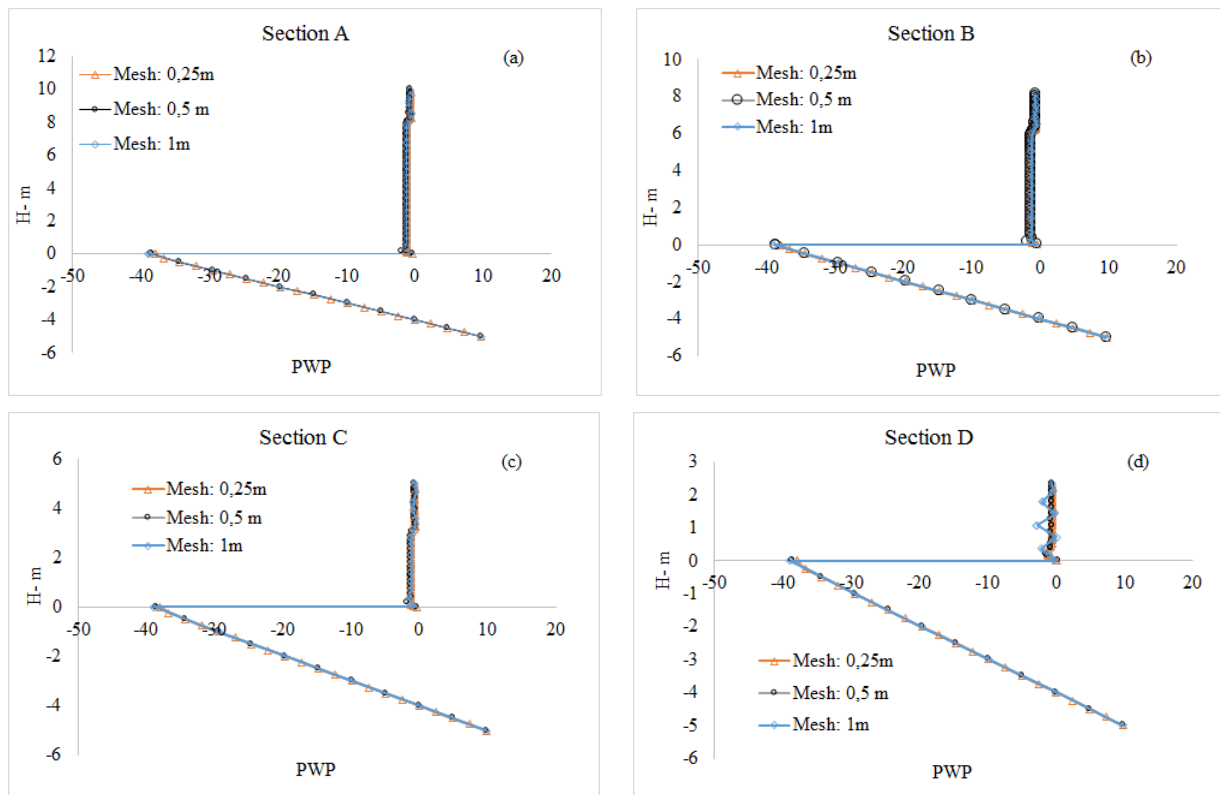 Section A
(a)
12
10
8
6
4
2
0
-2
-4
-6
H- m
-50 -40 -30 -20 -10 0 10 20
PWP
Mesh: 0,25m
Mesh: 0,5 m
Mesh: 1m
Section B
(b)
10
8
6
4
2
0
-2
-4
-6
H- m
-50 -40 -30 -20 -10 0 10 20
PWP
Mesh: 0,25m
Mesh: 0,5 m
Mesh: 1m
Section C
(c)
6
4
2
0
-2
-4
-6
H- m
-50 -40 -30 -20 -10 0 10 20
PWP
Mesh: 0,25m
Mesh: 0,5 m
Mesh: 1m
Section D
(d)
3
2
1
0
-1
-2
-3
-4
-5
-6
H- m
-50 -40 -30 -20 -10 0 10 20
PWP
Mesh: 0,25m
Mesh: 0,5 m
Mesh: 1m